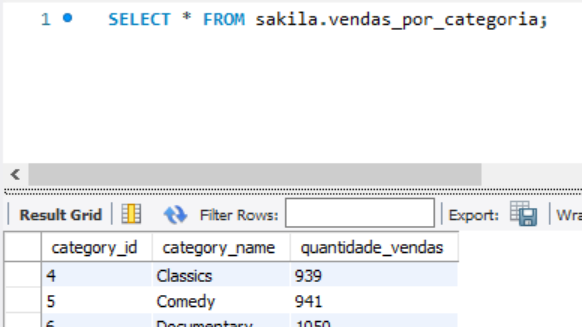 1 SELECT * FROM sakila.vendas_por_categoria;
Result Grid Filter Rows: Export: Wra
category_id category_name quantidade_vendas
4 Classics 939
5 Comedy 941
6 Documentary 1050